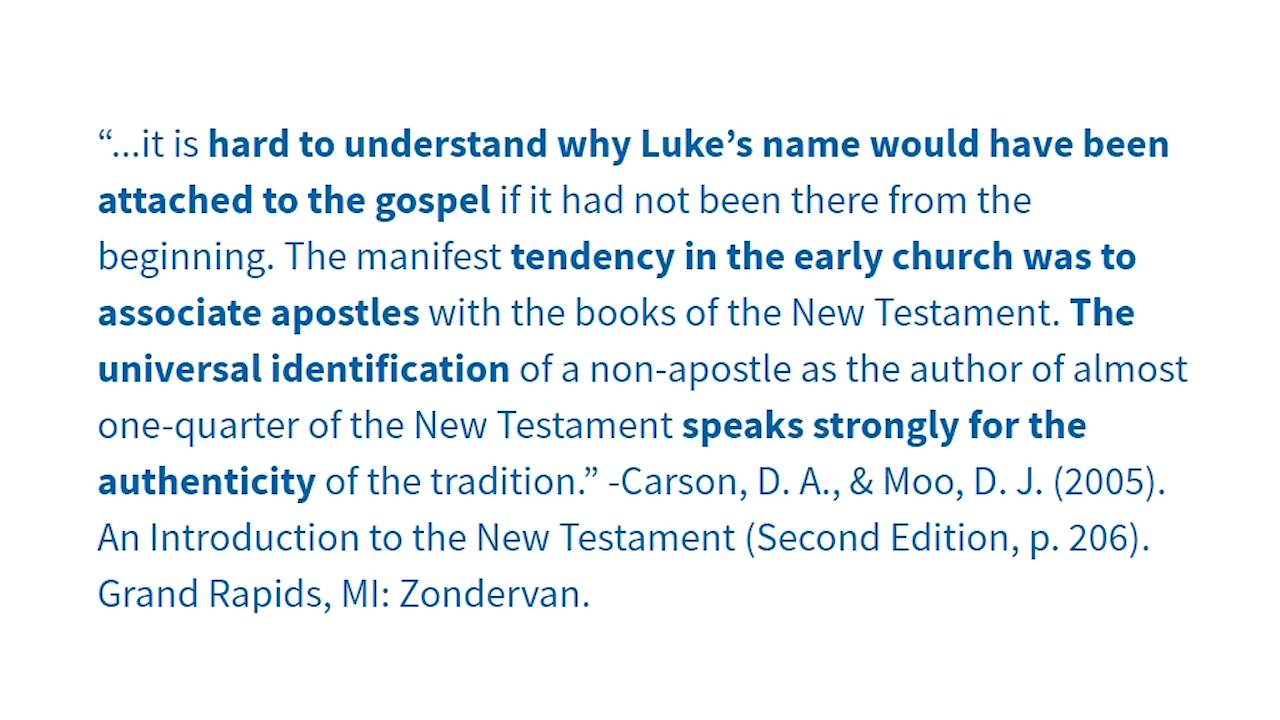 “...it is hard to understand why Luke’s name would have been
attached to the gospel if it had not been there from the
beginning. The manifest tendency in the early church was to
associate apostles with the books of the New Testament. The
universal identification of a non-apostle as the author of almost
one-quarter of the New Testament speaks strongly for the
authenticity of the tradition.” -Carson, D. A., & Moo, D. J. (2005).
An Introduction to the New Testament (Second Edition, p. 206).
Grand Rapids, MI: Zondervan.